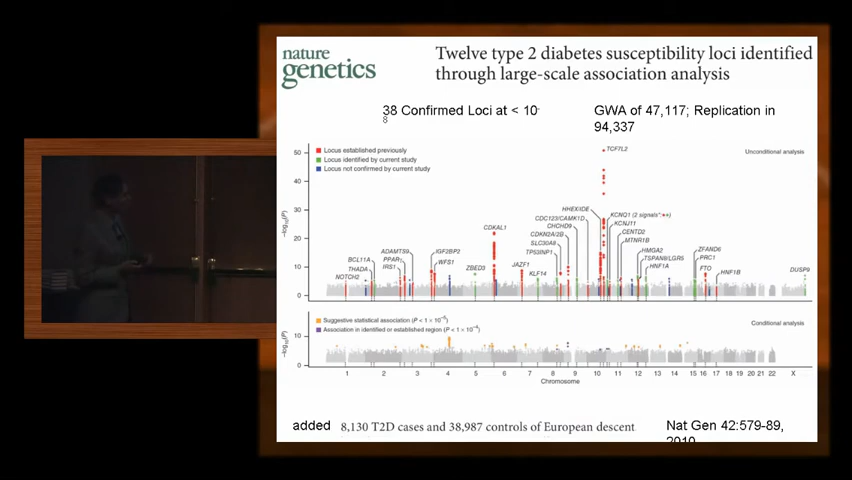 nature
genetics
Twelve type 2 diabetes susceptibility loci identified
through large-scale association analysis
38 Confirmed Loci at < 10-
8
GWA of 47,117; Replication in
94,337
Locus established previously
Locus identified by current study
Locus not confirmed by current study
Unconditional analysis
50
40
30
20
10
0
–log10(P)
NOTCH2
THADA
BCL11A
IRS1
PPARG
ADAMTS9
IGF2BP2
WFS1
ZBED3
CDKAL1
JAZF1
KLF14
TP53INP1
SLC30A8
CDKN2A/2B
CHCHD9
CDC123/CAMK1D
HHEX/IDE
TCF7L2
KCNQ1 (2 signals*:
KCNJ11
CENTD2
MTNR1B
HMGA2
TSPAN8/LGR5
HNF1A
ZFAND6
PRC1
FTO
HNF1B
DUSP9
Suggestive statistical association (P < 1 × 10-5)
Association in identified or established region (P < 1 × 10-4)
Conditional analysis
10
0
–log10(P)
1 2 3 4 5 6 7 8 9 10 11 12 13 14 15 16 17 18 19 20 21 22 X
Chromosome
added 8,130 T2D cases and 38,987 controls of European descent
Nat Gen 42:579-89,
2010